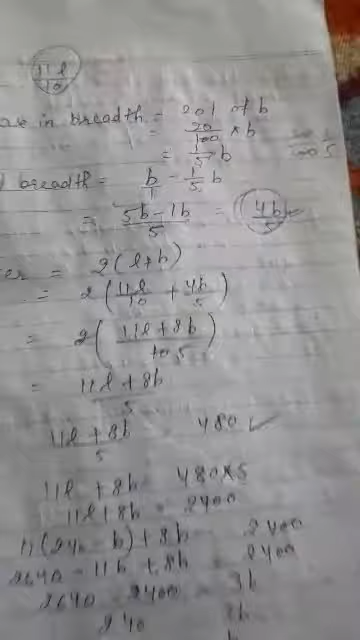 11l/10
in breadth = 20% of b
= 20/100 × b
= 1/5 b
breadth = b/1 - 1/5 b
= 5b-1b/5 = 4b/5
= 2(l+b)
= 2(11l/10 + 4b/5)
= 2(11l+8b/10 5)
= 11l+8b/5
11l+8b/5 480 ✓
11l + 8b = 480×5
11l+8b = 2400
11(240-b)+8b 2400
2640-11b+8b = 2400
2640 - 2400 = 3b
240 3b